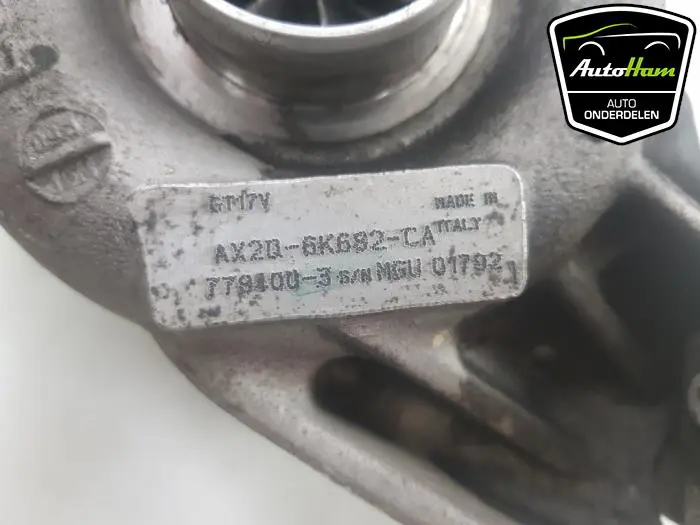 AutoHam
AUTO
ONDERDELEN
GT17V
MADE IN
ITALY
AX2Q-6K682-CA
778400-3 S/N MGU 01792